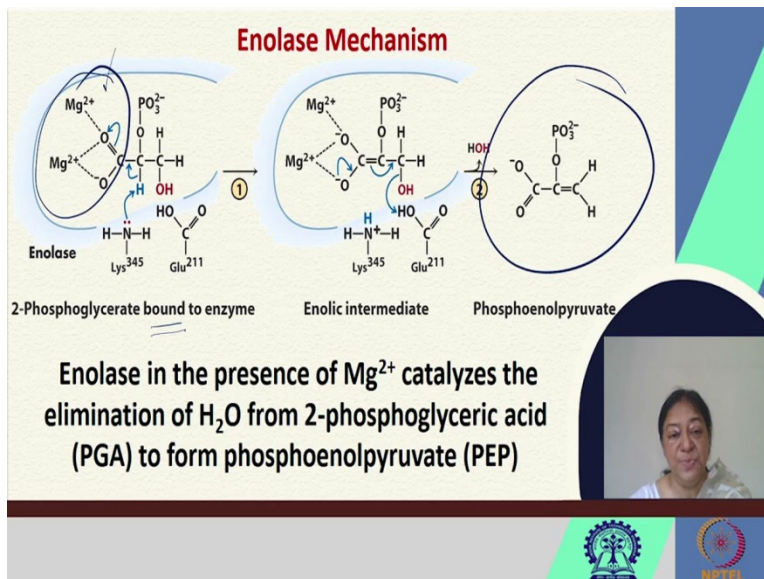 Enolase Mechanism
Mg2+
PO32−
Mg2+
O
O
H
C
C
C
H
−O
H
OH
H
N
H
HO
O
C
Enolase
Lys345
Glu211
1
Mg2+
PO32−
Mg2+
−O
O
H
C
C
C
H
−O
OH
H
H
N+
H
HO
O
C
Lys345
Glu211
HOH
2
PO32−
−O
O
H
C
C
C
O
H
2-Phosphoglycerate bound to enzyme
Enolic intermediate
Phosphoenolpyruvate
Enolase in the presence of Mg2+ catalyzes the
elimination of H2O from 2-phosphoglyceric acid
(PGA) to form phosphoenolpyruvate (PEP)
NPTEL